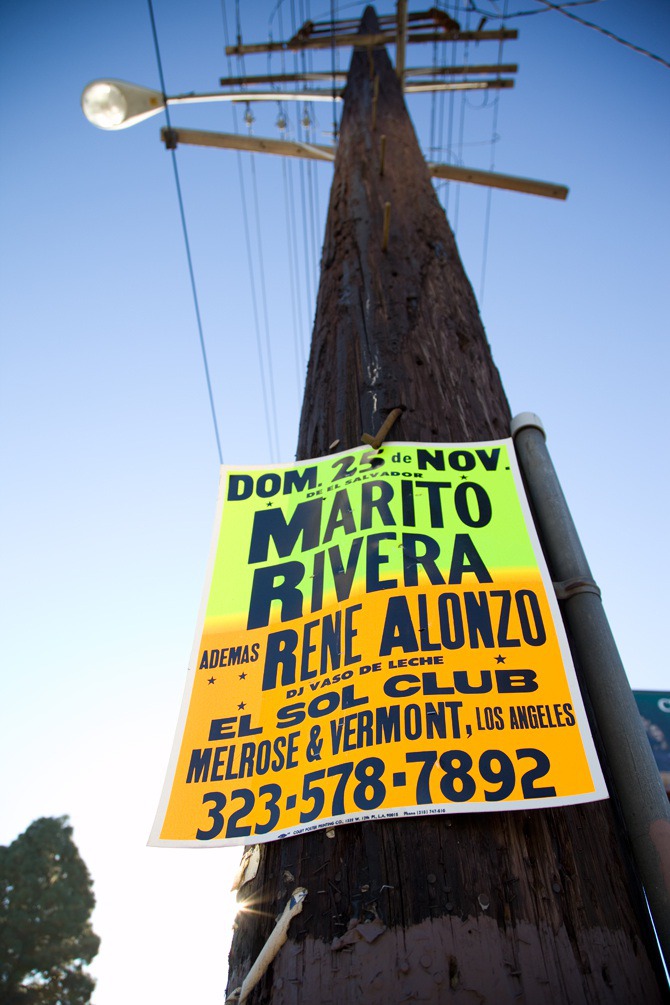 DOM. 25 de NOV.
DE EL SALVADOR
MARITO
RIVERA
ADEMAS RENE ALONZO
DJ VASO DE LECHE
EL SOL CLUB
MELROSE & VERMONT, LOS ANGELES
323-578-7892